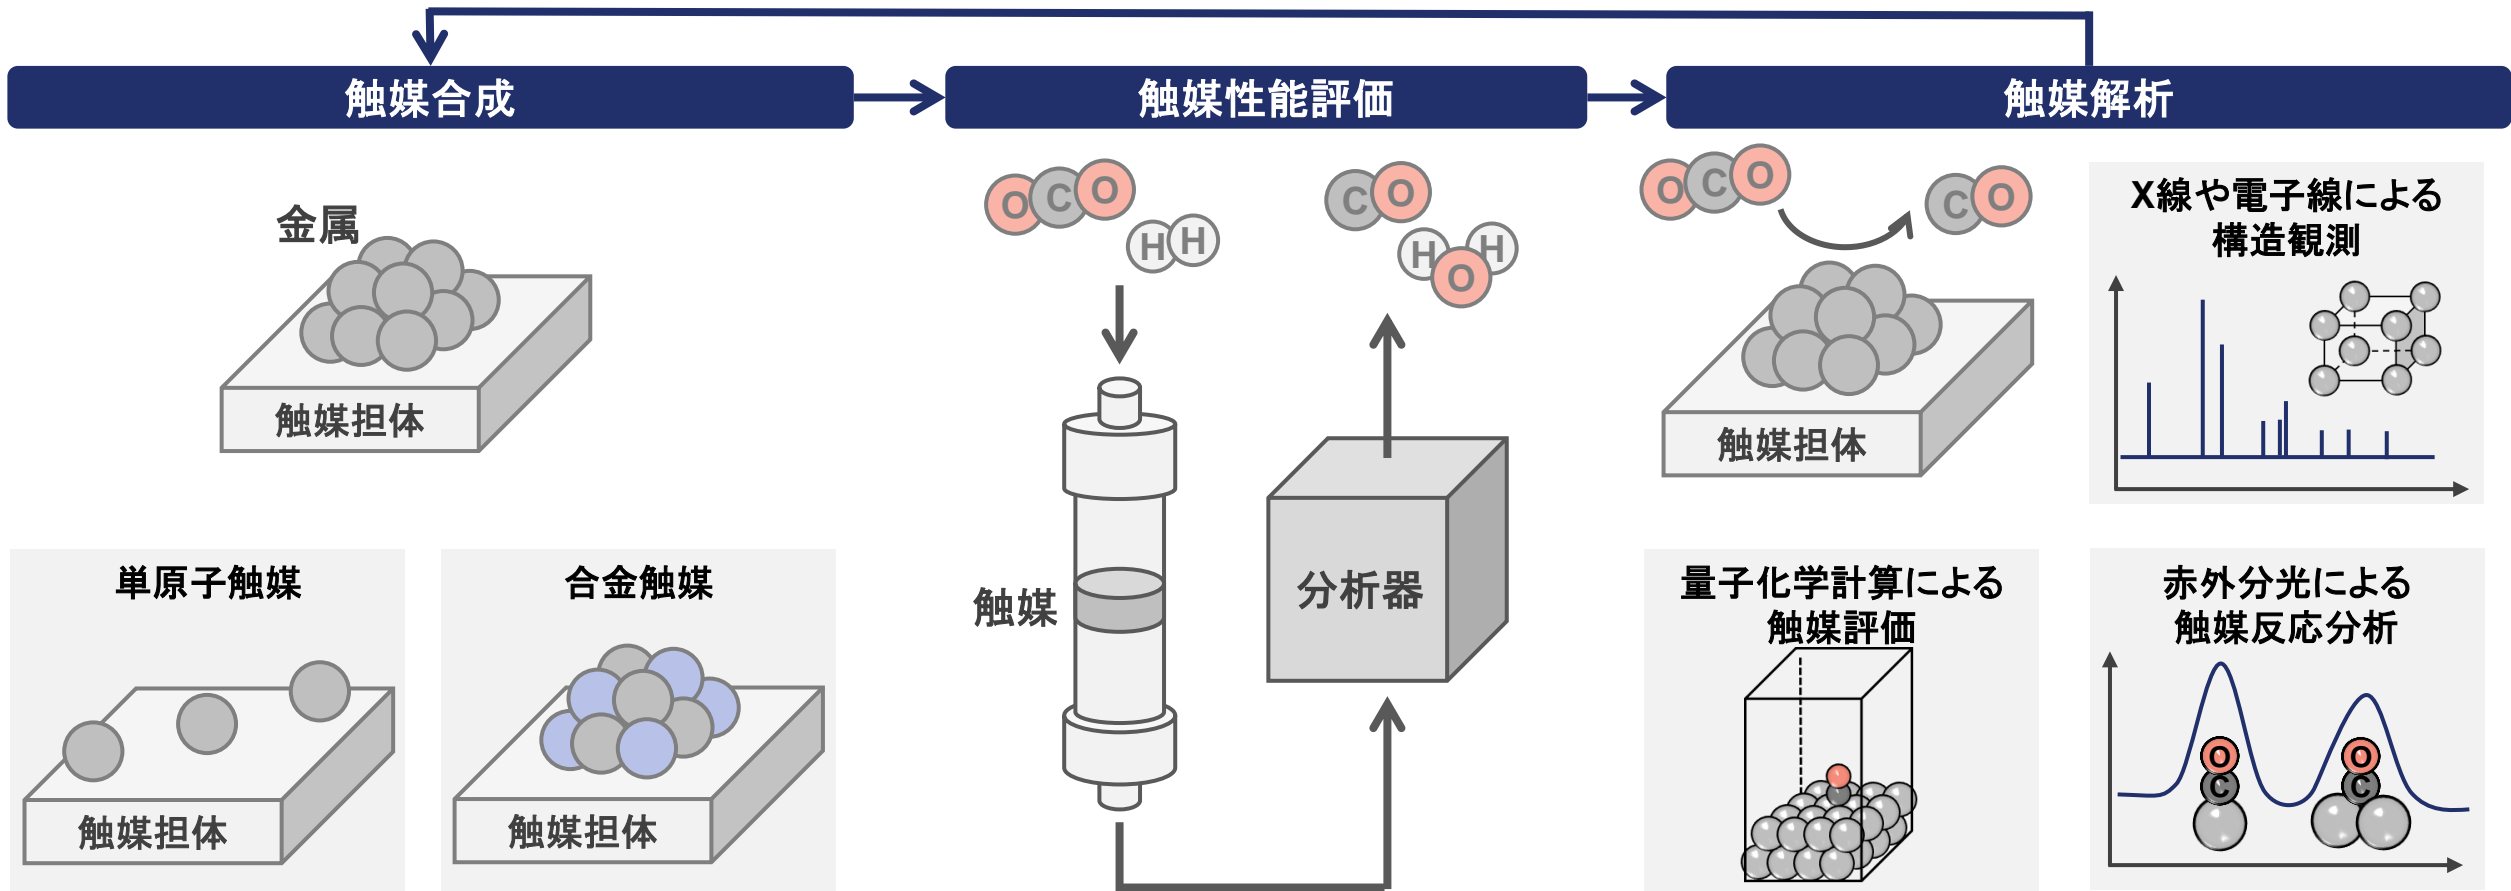 触媒合成
触媒性能評価
触媒解析
金属
触媒担体
単原子触媒
触媒担体
合金触媒
触媒担体
O C O
H H
C O
H O H
触媒
分析器
O C O
C O
触媒担体
X線や電子線による
構造観測
量子化学計算による
触媒評価
赤外分光による
触媒反応分析
O
C
O
C